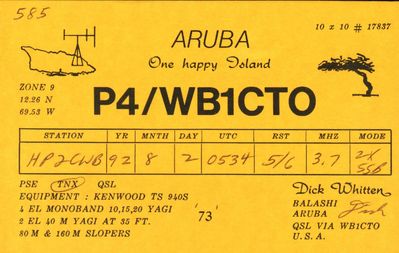 585
10 x 10 # 17837
ARUBA
One happy Island
ZONE 9
12.26 N
69.53 W
P4/WB1CTO
STATION YR MNTH DAY UTC RST MHZ MODE
HP2CWB 92 8 2 0534 5/6 3.7 2X SSB
PSE TNX QSL
EQUIPMENT : KENWOOD TS 940S
4 EL MONOBAND 10,15,20 YAGI
2 EL 40 M YAGI AT 35 FT.
80 M & 160 M SLOPERS
'73'
Dick Whitten
BALASHI
ARUBA Dick
QSL VIA WB1CTO
U.S.A.